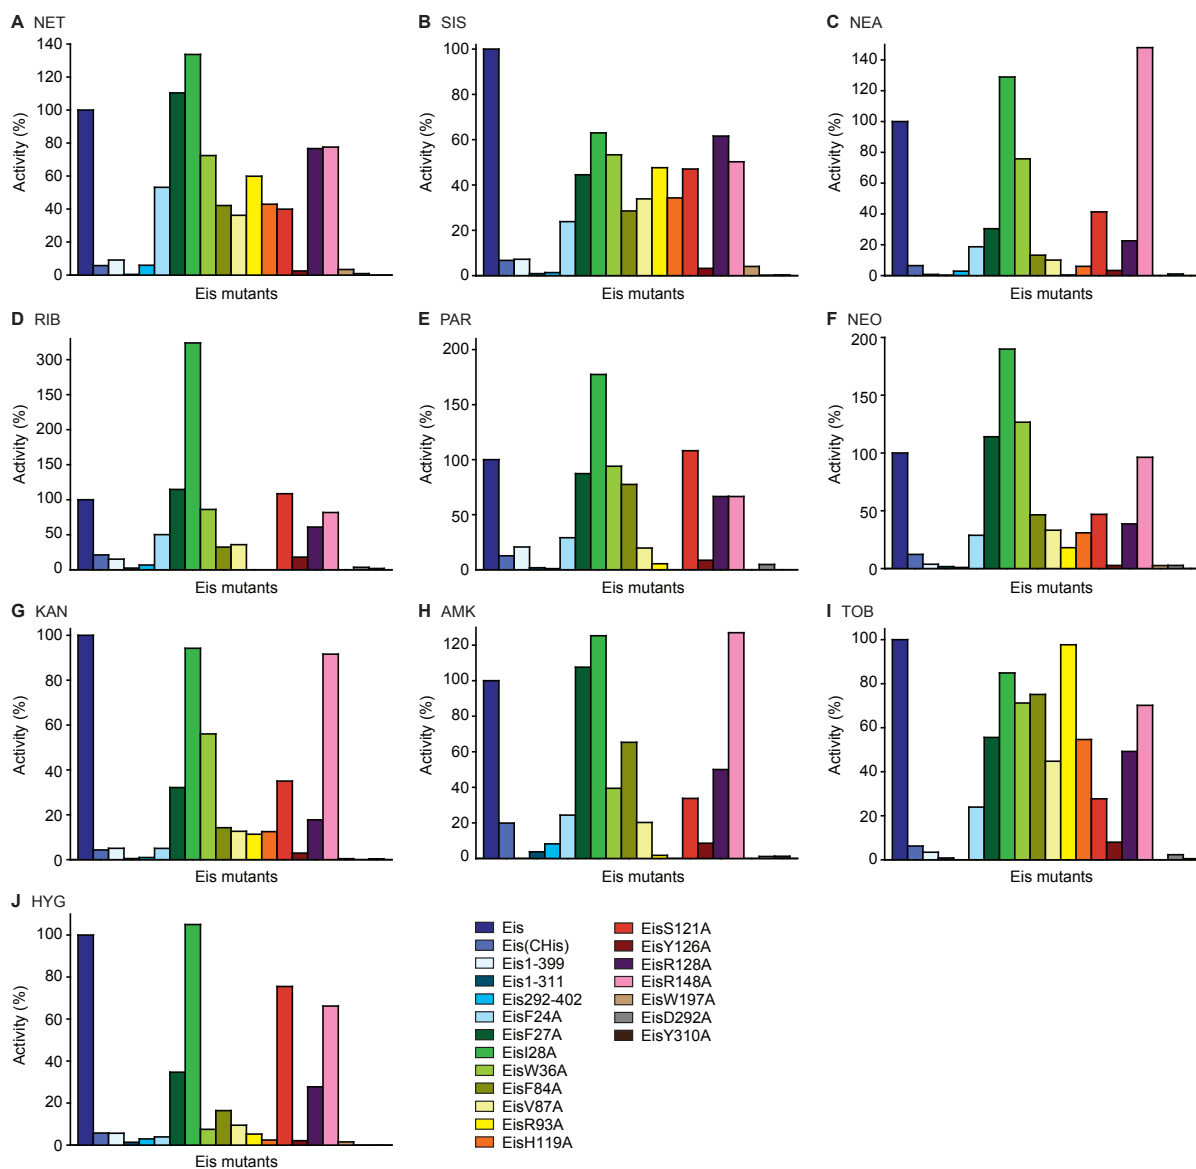 A NET
140
120
100
80
60
40
20
0
Activity (%)
Eis mutants
B SIS
100
80
60
40
20
0
Activity (%)
Eis mutants
C NEA
140
120
100
80
60
40
20
0
Activity (%)
Eis mutants
D RIB
300
250
200
150
100
50
0
Activity (%)
Eis mutants
E PAR
200
150
100
50
0
Activity (%)
Eis mutants
F NEO
200
150
100
50
0
Activity (%)
Eis mutants
G KAN
100
80
60
40
20
0
Activity (%)
Eis mutants
H AMK
120
100
80
60
40
20
0
Activity (%)
Eis mutants
I TOB
100
80
60
40
20
0
Activity (%)
Eis mutants
J HYG
100
80
60
40
20
0
Activity (%)
Eis mutants
Eis
Eis(CHis)
Eis1-399
Eis1-311
Eis292-402
EisF24A
EisF27A
EisI28A
EisW36A
EisF84A
EisV87A
EisR93A
EisH119A
EisS121A
EisY126A
EisR128A
EisR148A
EisW197A
EisD292A
EisY310A